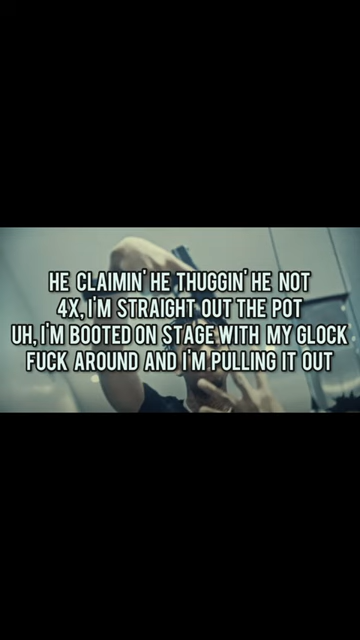 HE CLAIMIN' HE THUGGIN' HE NOT
4X, I'M STRAIGHT OUT THE POT
UH, I'M BOOTED ON STAGE WITH MY GLOCK
FUCK AROUND AND I'M PULLING IT OUT